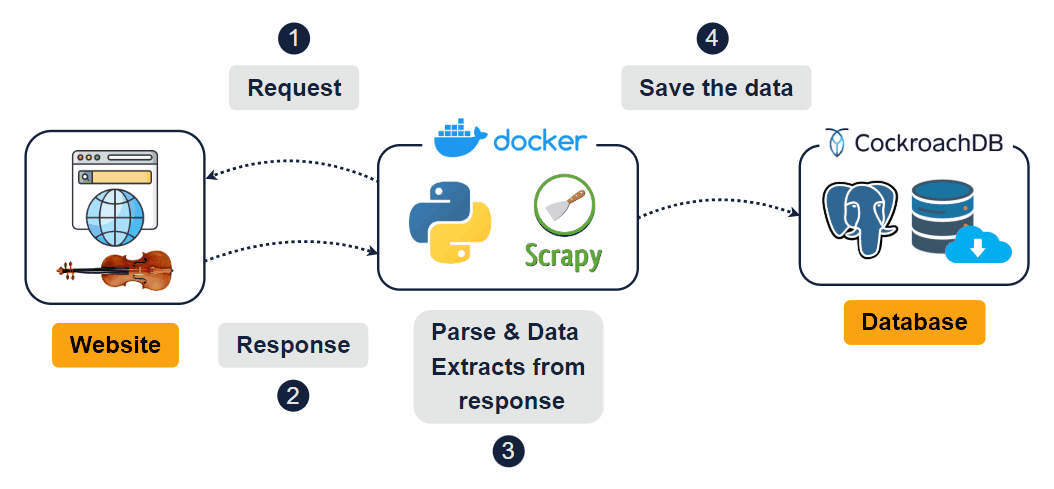 1
4
Request
Save the data
docker
CockroachDB
Scrapy
Website
Response
Parse & Data
Extracts from
response
Database
2
3